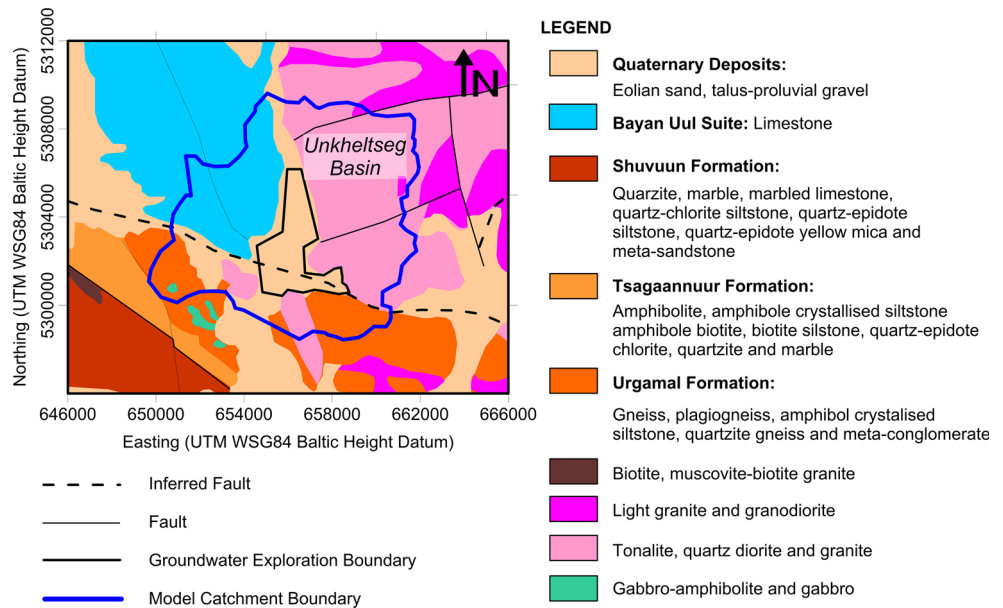 5312000
5308000
5304000
5300000
Northing (UTM WSG84 Baltic Height Datum)
N
Unkheltseg
Basin
646000 650000 654000 658000 662000 666000
Easting (UTM WSG84 Baltic Height Datum)
Inferred Fault
Fault
Groundwater Exploration Boundary
Model Catchment Boundary
LEGEND
Quaternary Deposits:
Eolian sand, talus-proluvial gravel
Bayan Uul Suite: Limestone
Shuvuun Formation:
Quarzite, marble, marbled limestone,
quartz-chlorite siltstone, quartz-epidote
siltstone, quartz-epidote yellow mica and
meta-sandstone
Tsagaannuur Formation:
Amphibolite, amphibole crystallised siltstone
amphibole biotite, biotite silstone, quartz-epidote
chlorite, quartzite and marble
Urgamal Formation:
Gneiss, plagiogneiss, amphibol crystalised
siltstone, quartzite gneiss and meta-conglomerate
Biotite, muscovite-biotite granite
Light granite and granodiorite
Tonalite, quartz diorite and granite
Gabbro-amphibolite and gabbro